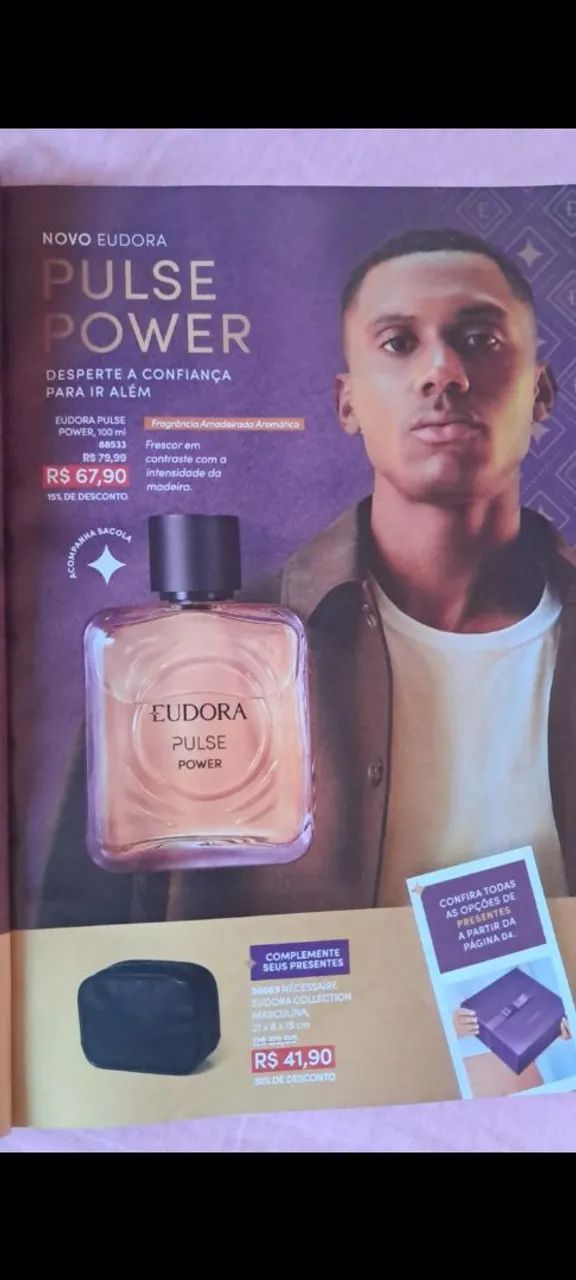 NOVO EUDORA
PULSE
POWER
DESPERTE A CONFIANÇA
PARA IR ALÉM
EUDORA PULSE
POWER, 100 ml
88533
R$ 79,99
R$ 67,90
15% DE DESCONTO
Fragrância Amadeirado Aromática
Frescor em
contraste com a
intensidade da
madeira.
ACOMPANHA SACOLA
EUDORA
PULSE
POWER
CONFIRA TODAS
AS OPÇÕES DE
PRESENTES
A PARTIR DA
PÁGINA 04.
COMPLEMENTE
SEUS PRESENTES
NÉCESSAIRE
EUDORA COLLECTION
MASCULINA,
21 x 8 x 15 cm
R$ 59,90
R$ 41,90
30% DE DESCONTO